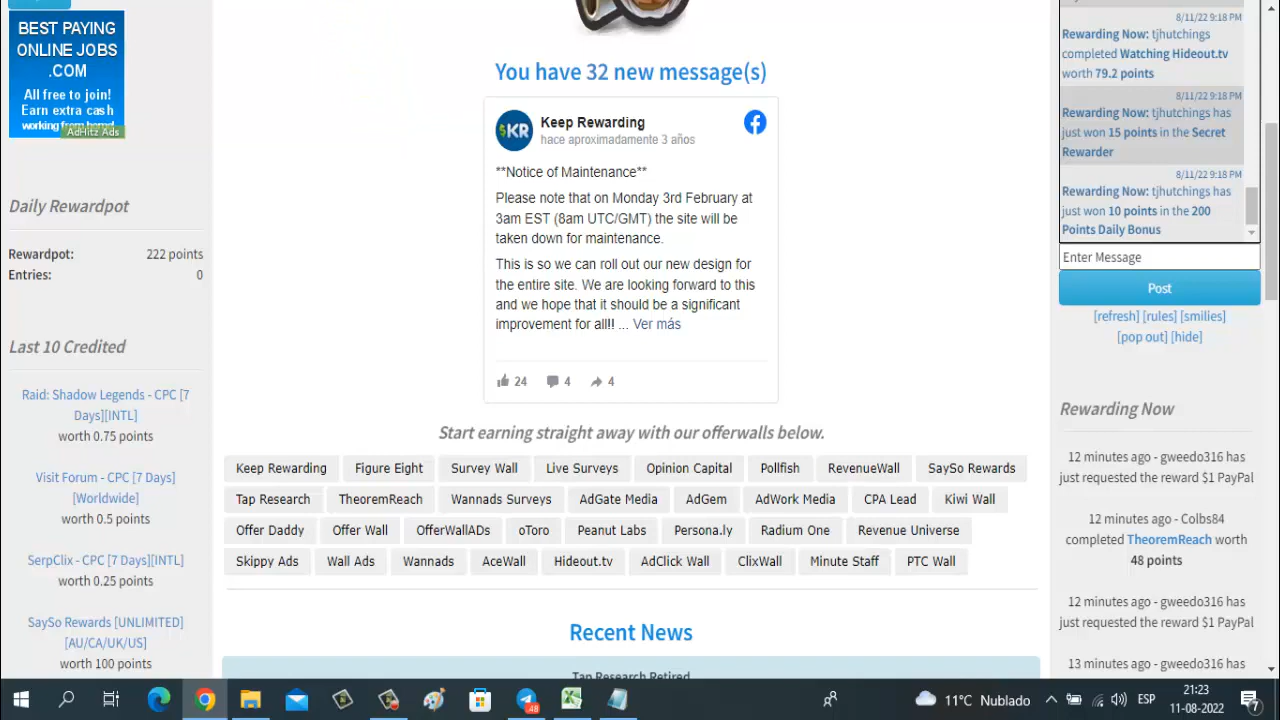 BEST PAYING
ONLINE JOBS
.COM
All free to join!
Earn extra cash
working from home!
AdHitz Ads
Daily Rewardpot
Rewardpot: 222 points
Entries: 0
Last 10 Credited
Raid: Shadow Legends - CPC [7
Days][INTL]
worth 0.75 points
Visit Forum - CPC [7 Days]
[Worldwide]
worth 0.5 points
SerpClix - CPC [7 Days][INTL]
worth 0.25 points
SaySo Rewards [UNLIMITED]
[AU/CA/UK/US]
worth 100 points
You have 32 new message(s)
$KR
Keep Rewarding
hace aproximadamente 3 años
**Notice of Maintenance**
Please note that on Monday 3rd February at
3am EST (8am UTC/GMT) the site will be
taken down for maintenance.
This is so we can roll out our new design for
the entire site. We are looking forward to this
and we hope that it should be a significant
improvement for all!! ... Ver más
24 4 4
Start earning straight away with our offerwalls below.
Keep Rewarding Figure Eight Survey Wall Live Surveys Opinion Capital Pollfish RevenueWall SaySo Rewards
Tap Research TheoremReach Wannads Surveys AdGate Media AdGem AdWork Media CPA Lead Kiwi Wall
Offer Daddy Offer Wall OfferWallADs oToro Peanut Labs Persona.ly Radium One Revenue Universe
Skippy Ads Wall Ads Wannads AceWall Hideout.tv AdClick Wall ClixWall Minute Staff PTC Wall
Recent News
Tap Research Retired
8/11/22 9:18 PM
Rewarding Now: tjhutchings
completed Watching Hideout.tv
worth 79.2 points
8/11/22 9:18 PM
Rewarding Now: tjhutchings has
just won 15 points in the Secret
Rewarder
8/11/22 9:18 PM
Rewarding Now: tjhutchings has
just won 10 points in the 200
Points Daily Bonus
Enter Message
Post
[refresh] [rules] [smilies]
[pop out] [hide]
Rewarding Now
12 minutes ago - gweedo316 has
just requested the reward $1 PayPal
12 minutes ago - Colbs84
completed TheoremReach worth
48 points
12 minutes ago - gweedo316 has
just requested the reward $1 PayPal
13 minutes ago - gweedo316 has
48
11°C Nublado
ESP
21:23
11-08-2022
7